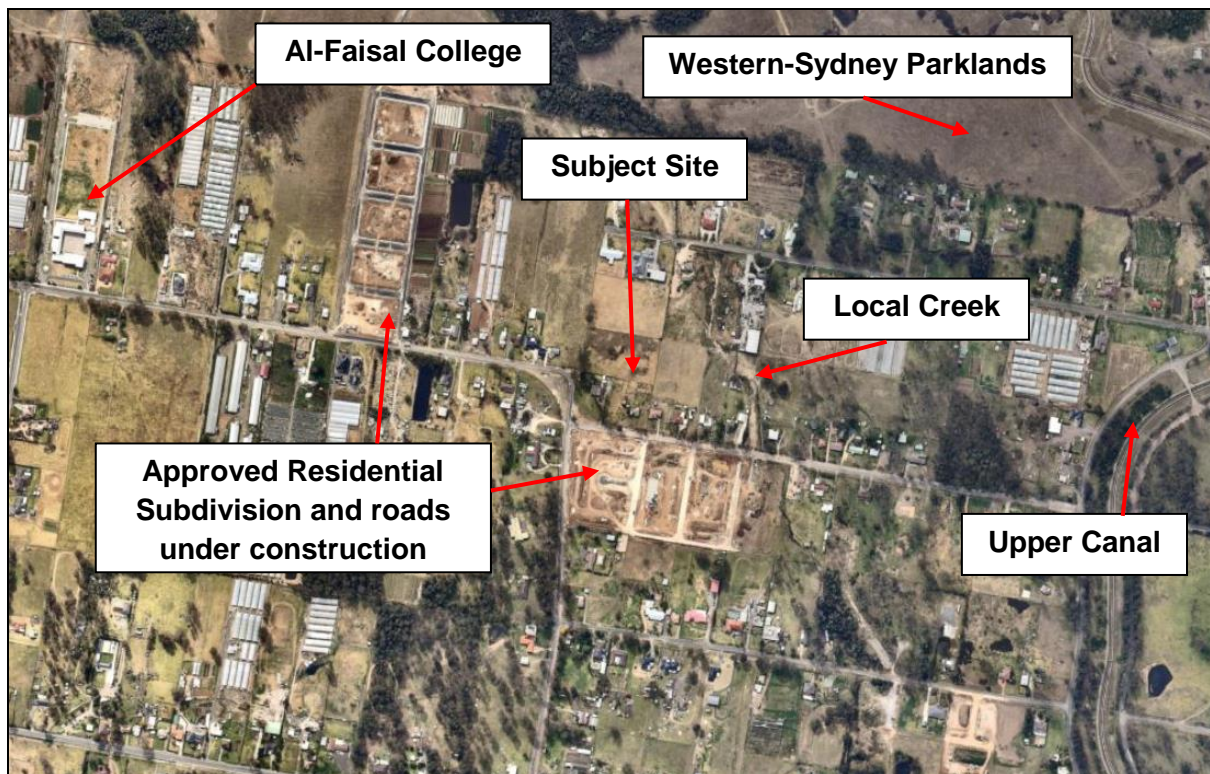 Al-Faisal College
Western-Sydney Parklands
Subject Site
Local Creek
Approved Residential
Subdivision and roads
under construction
Upper Canal